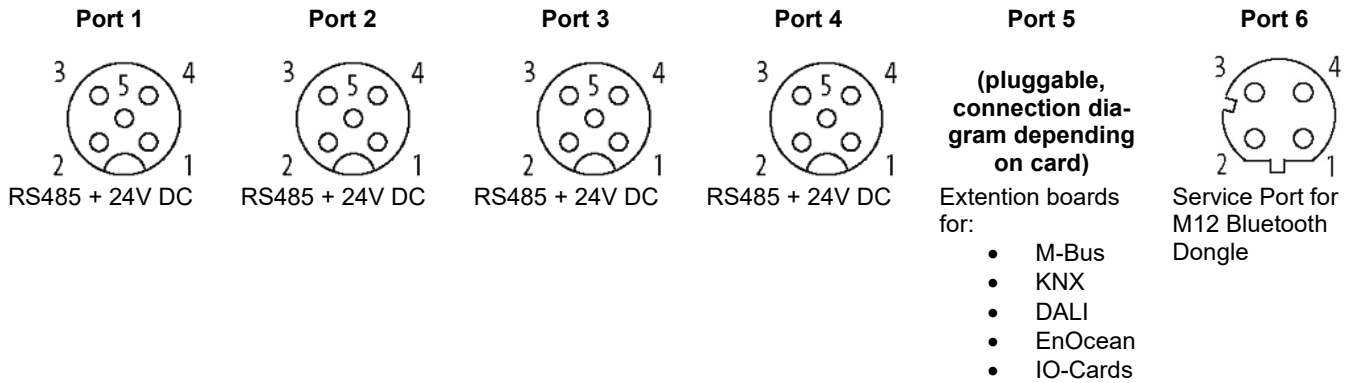 Port 1
3 5 4
2 1
RS485 + 24V DC
Port 2
3 5 4
2 1
RS485 + 24V DC
Port 3
3 5 4
2 1
RS485 + 24V DC
Port 4
3 5 4
2 1
RS485 + 24V DC
Port 5
(pluggable,
connection dia-
gram depending
on card)
Extention boards
for:
• M-Bus
• KNX
• DALI
• EnOcean
• IO-Cards
Port 6
3 4
2 1
Service Port for
M12 Bluetooth
Dongle